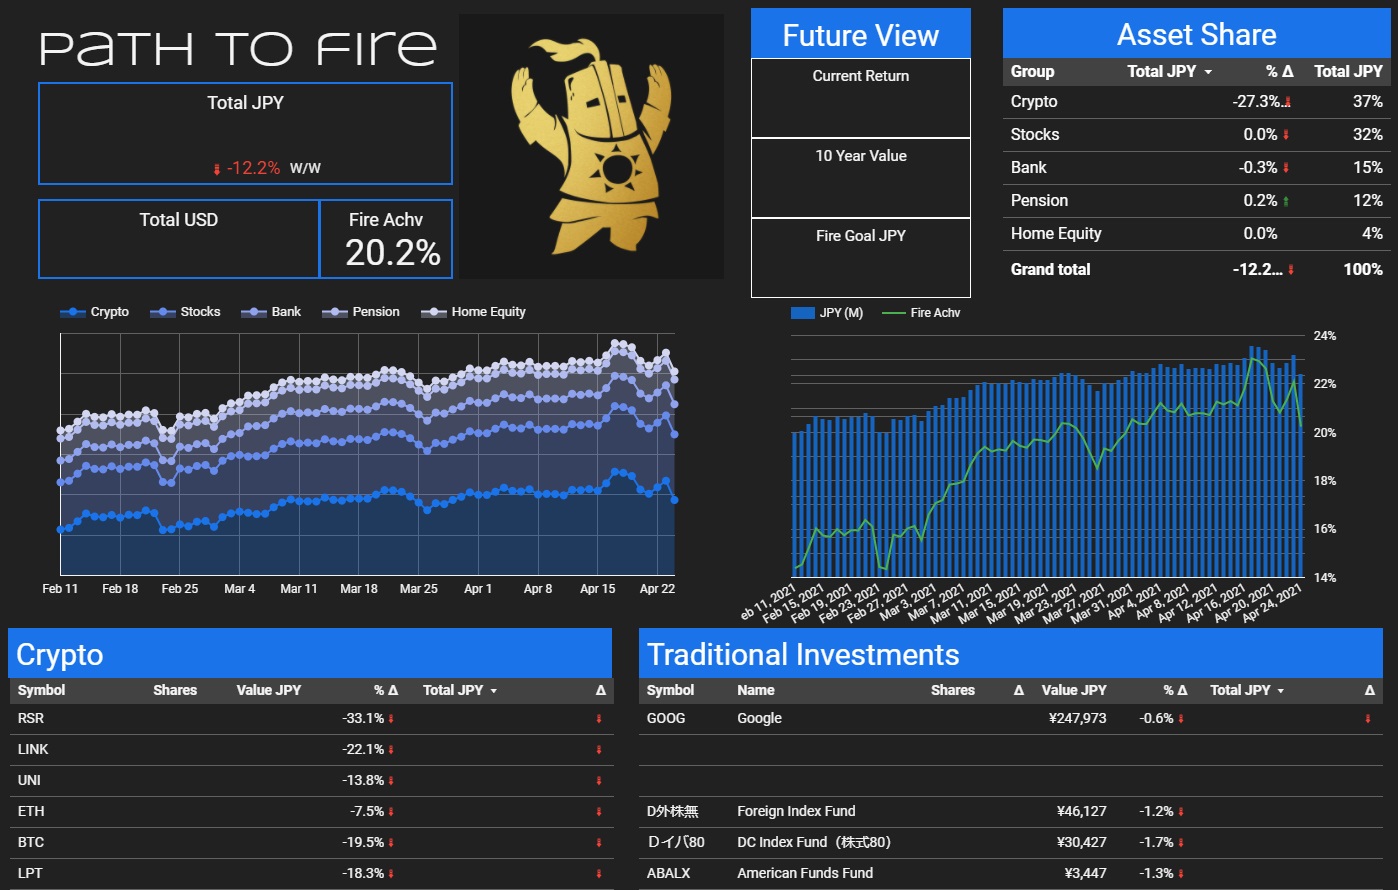 PaTH TO FIre
Total JPY
-12.2% W/W
Total USD
Fire Achv
20.2%
Future View
Current Return
10 Year Value
Fire Goal JPY
Asset Share
Group Total JPY % Δ Total JPY
Crypto -27.3%... 37%
Stocks 0.0% 32%
Bank -0.3% 15%
Pension 0.2% 12%
Home Equity 0.0% 4%
Grand total -12.2... 100%
Crypto Stocks Bank Pension Home Equity
Feb 11 Feb 18 Feb 25 Mar 4 Mar 11 Mar 18 Mar 25 Apr 1 Apr 8 Apr 15 Apr 22
JPY (M) Fire Achv
24%
22%
20%
18%
16%
14%
eb 11, 2021 Feb 15, 2021 Feb 19, 2021 Feb 23, 2021 Feb 27, 2021 Mar 3, 2021 Mar 7, 2021 Mar 11, 2021 Mar 15, 2021 Mar 19, 2021 Mar 23, 2021 Mar 27, 2021 Mar 31, 2021 Apr 4, 2021 Apr 8, 2021 Apr 12, 2021 Apr 16, 2021 Apr 20, 2021 Apr 24, 2021
Crypto
Symbol Shares Value JPY % Δ Total JPY Δ
RSR -33.1%
LINK -22.1%
UNI -13.8%
ETH -7.5%
BTC -19.5%
LPT -18.3%
Traditional Investments
Symbol Name Shares Δ Value JPY % Δ Total JPY Δ
GOOG Google ¥247,973 -0.6%
D外株無 Foreign Index Fund ¥46,127 -1.2%
Dイバ80 DC Index Fund（株式80） ¥30,427 -1.7%
ABALX American Funds Fund ¥3,447 -1.3%